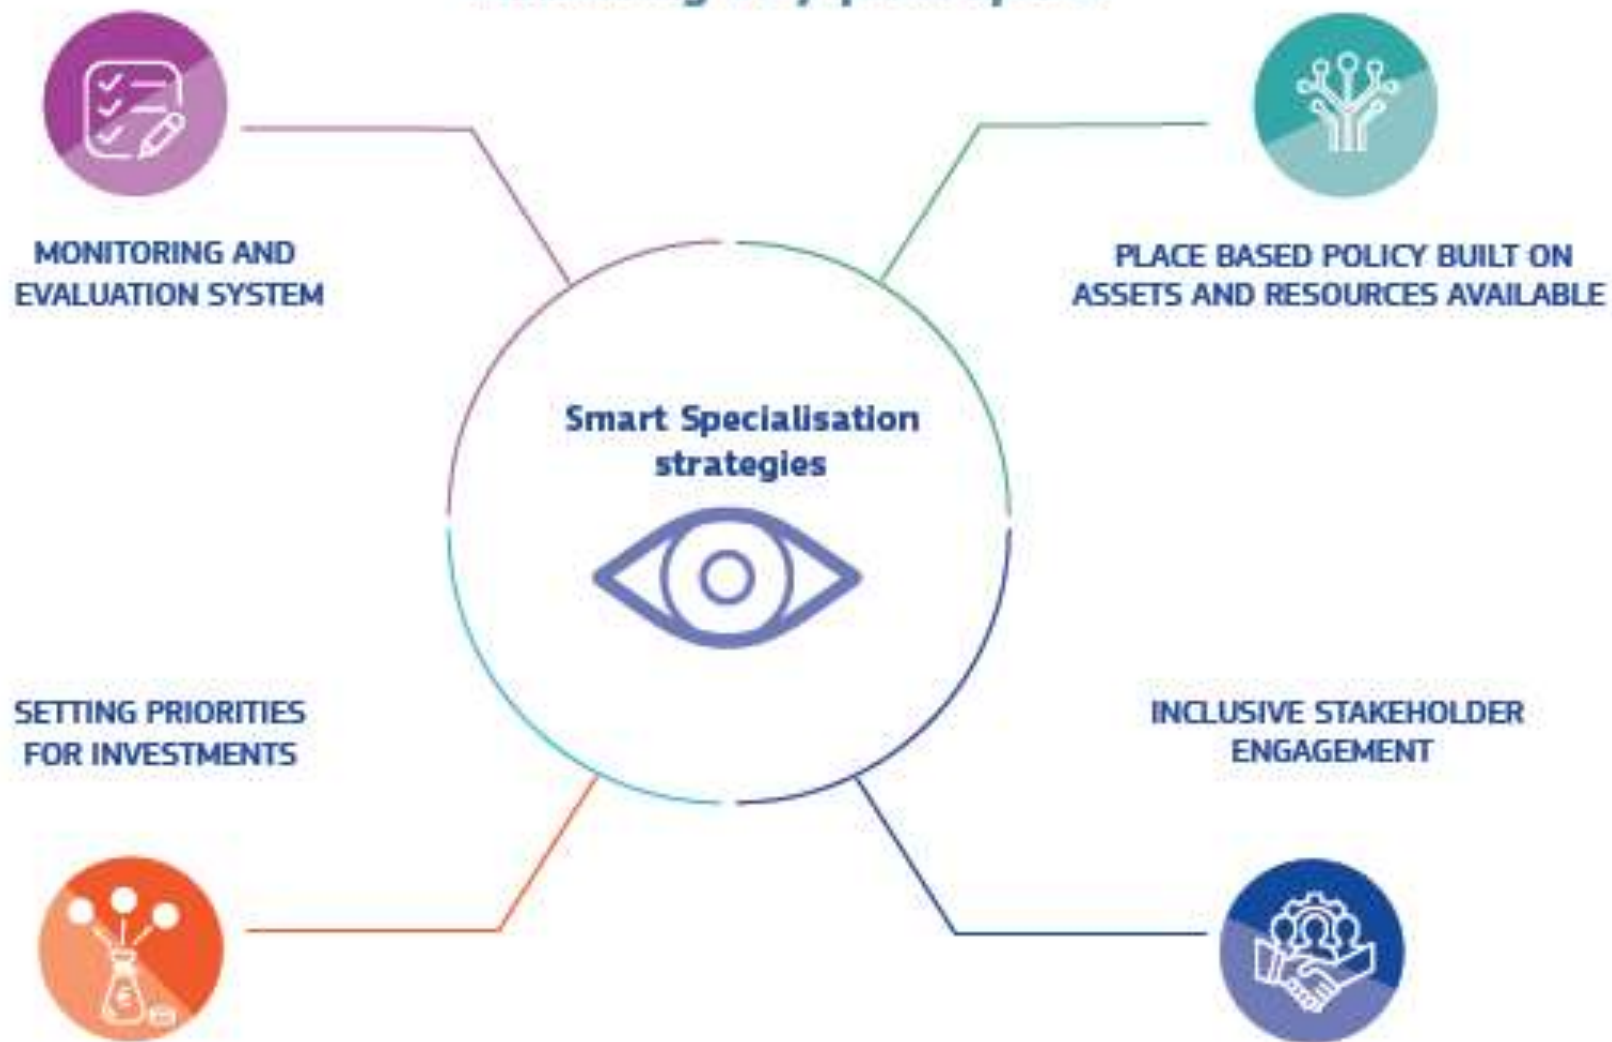 MONITORING AND
EVALUATION SYSTEM
PLACE BASED POLICY BUILT ON
ASSETS AND RESOURCES AVAILABLE
Smart Specialisation
strategies
SETTING PRIORITIES
FOR INVESTMENTS
INCLUSIVE STAKEHOLDER
ENGAGEMENT
€